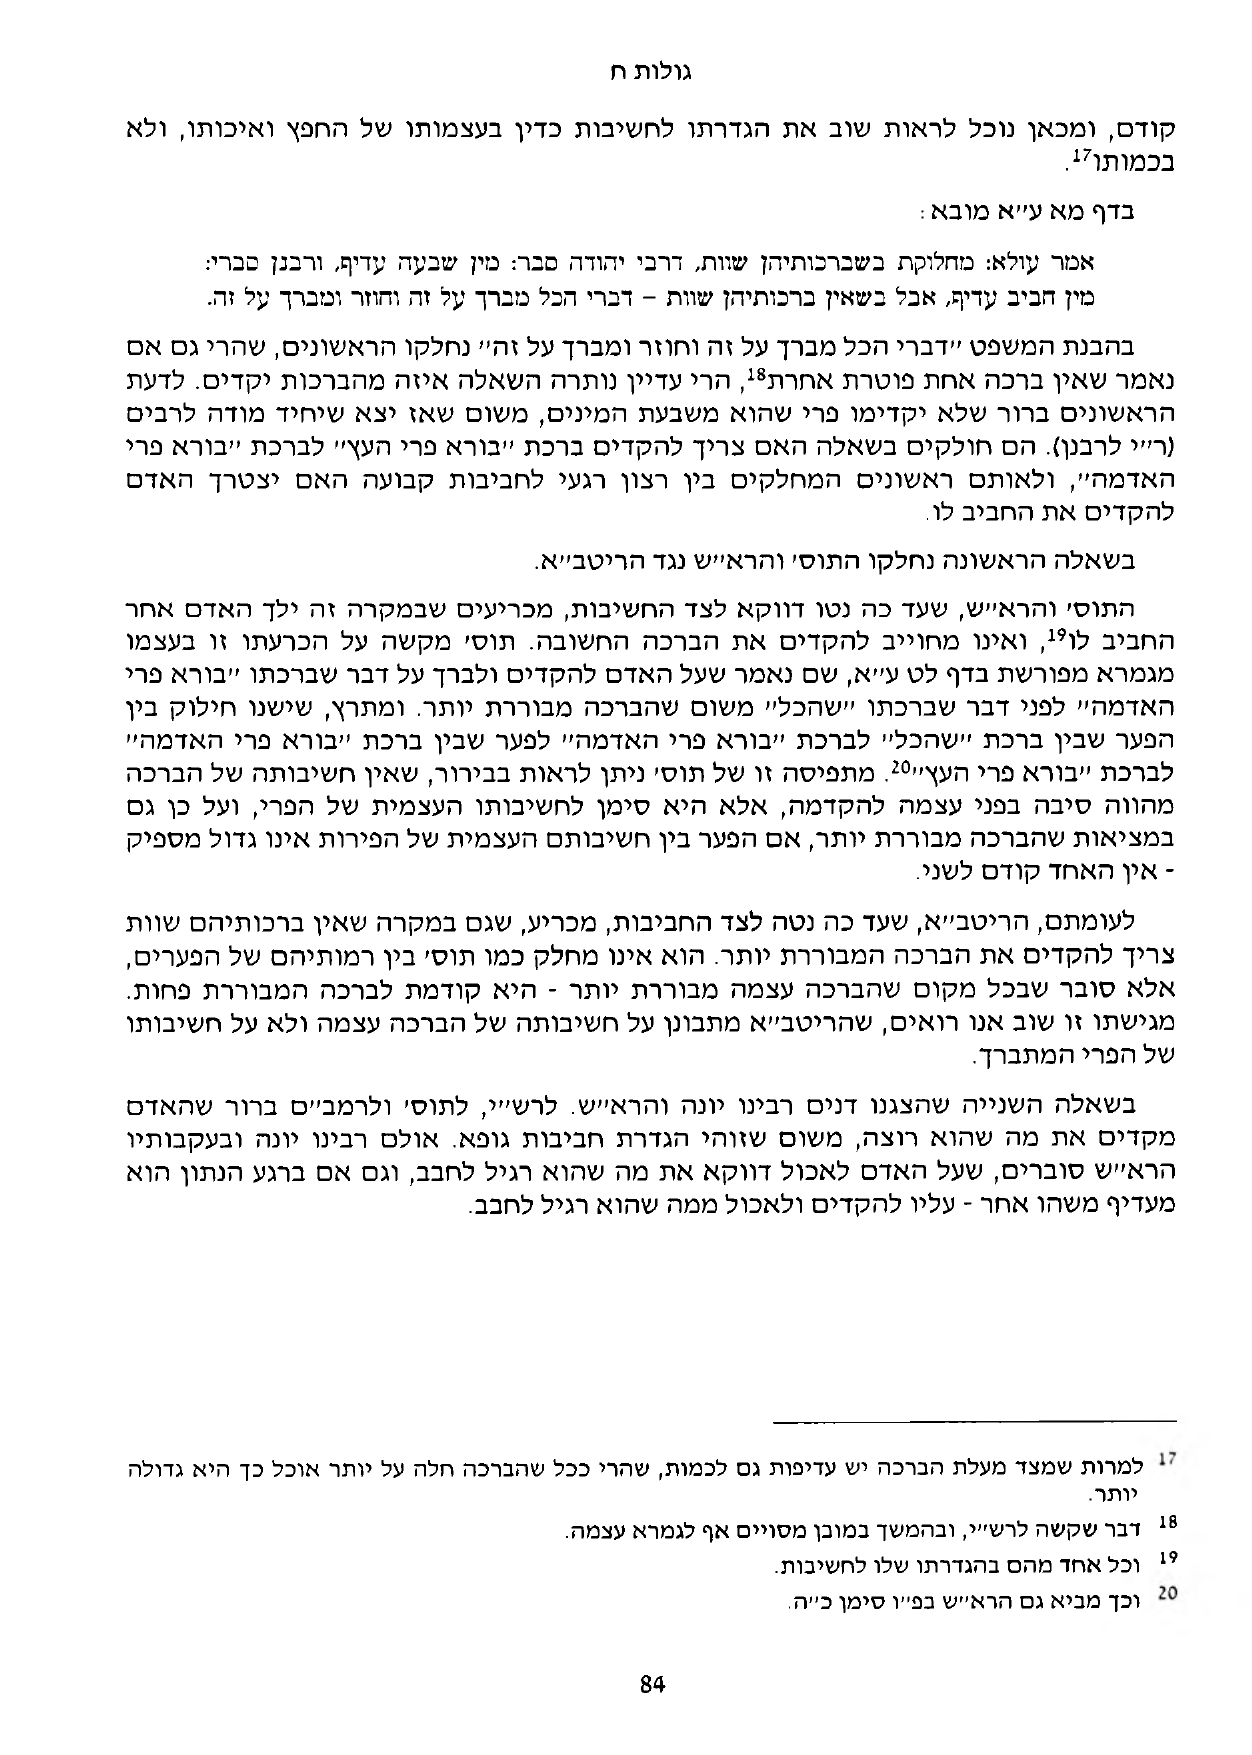 גולות ח
קודם, ומכאן נוכל לראות שוב את הגדרתו לחשיבות כדין בעצמותו של החפץ ואיכותו, ולא
בכמותו17.
בדף מא ע״א מובא:
אמר עולא: מחלוקת בשברכותיהן שוות, דרבי יהודה סבר: מין שבעה עדיף, ורבנן סברי:
מין חביב עדיף, אבל בשאין ברכותיהן שוות – דברי הכל מברך על זה וחוזר ומברך על זה.
בהבנת המשפט ״דברי הכל מברך על זה וחוזר ומברך על זה״ נחלקו הראשונים, שהרי גם אם
נאמר שאין ברכה אחת פוטרת אחרת18, הרי עדיין נותרה השאלה איזה מהברכות יקדים. לדעת
הראשונים ברור שלא יקדימו פרי שהוא משבעת המינים, משום שאז יצא שיחיד מודה לרבים
(ר״י לרבנן). הם חולקים בשאלה האם צריך להקדים ברכת ״בורא פרי העץ״ לברכת ״בורא פרי
האדמה״, ולאותם ראשונים המחלקים בין רצון רגעי לחביבות קבועה האם יצטרך האדם
להקדים את החביב לו.
בשאלה הראשונה נחלקו התוס׳ והרא״ש נגד הריטב״א.
התוס׳ והרא״ש, שעד כה נטו דווקא לצד החשיבות, מכריעים שבמקרה זה ילך האדם אחר
החביב לו19, ואינו מחוייב להקדים את הברכה החשובה. תוס׳ מקשה על הכרעתו זו בעצמו
מגמרא מפורשת בדף לט ע״א, שם נאמר שעל האדם להקדים ולברך על דבר שברכתו ״בורא פרי
האדמה״ לפני דבר שברכתו ״שהכל״ משום שהברכה מבוררת יותר. ומתרץ, שישנו חילוק בין
הפער שבין ברכת ״שהכל״ לברכת ״בורא פרי האדמה״ לפער שבין ברכת ״בורא פרי האדמה״
לברכת ״בורא פרי העץ״20. מתפיסה זו של תוס׳ ניתן לראות בבירור, שאין חשיבותה של הברכה
מהווה סיבה בפני עצמה להקדמה, אלא היא סימן לחשיבותו העצמית של הפרי, ועל כן גם
במציאות שהברכה מבוררת יותר, אם הפער בין חשיבותם העצמית של הפירות אינו גדול מספיק
- אין האחד קודם לשני.
לעומתם, הריטב״א, שעד כה נטה לצד החביבות, מכריע, שגם במקרה שאין ברכותיהם שוות
צריך להקדים את הברכה המבוררת יותר. הוא אינו מחלק כמו תוס׳ בין רמותיהם של הפערים,
אלא סובר שבכל מקום שהברכה עצמה מבוררת יותר - היא קודמת לברכה המבוררת פחות.
מגישתו זו שוב אנו רואים, שהריטב״א מתבונן על חשיבותה של הברכה עצמה ולא על חשיבותו
של הפרי המתברך.
בשאלה השנייה שהצגנו דנים רבינו יונה והרא״ש. לרש״י, לתוס׳ ולרמב״ם ברור שהאדם
מקדים את מה שהוא רוצה, משום שזוהי הגדרת חביבות גופא. אולם רבינו יונה ובעקבותיו
הרא״ש סוברים, שעל האדם לאכול דווקא את מה שהוא רגיל לחבב, וגם אם ברגע הנתון הוא
מעדיף משהו אחר - עליו להקדים ולאכול ממה שהוא רגיל לחבב.
17 למרות שמצד מעלת הברכה יש עדיפות גם לכמות, שהרי ככל שהברכה חלה על יותר אוכל כך היא גדולה
יותר.
18 דבר שקשה לרש״י, ובהמשך במובן מסויים אף לגמרא עצמה.
19 וכל אחד מהם בהגדרתו שלו לחשיבות.
20 וכך מביא גם הרא״ש בפ״ו סימן כ״ה.
84